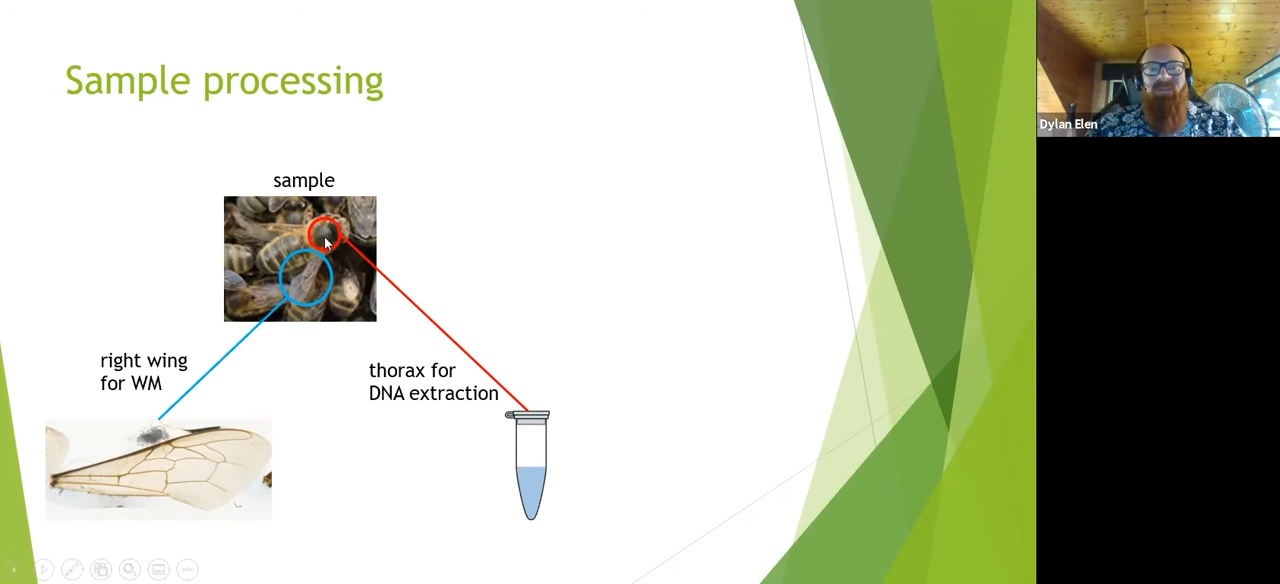 Sample processing
sample
right wing
for WM
thorax for
DNA extraction
Dylan Elen